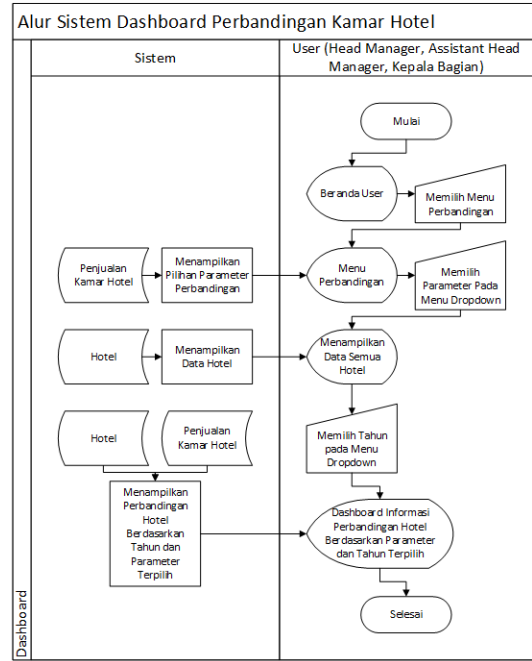 Alur Sistem Dashboard Perbandingan Kamar Hotel
Sistem
User (Head Manager, Assistant Head
Manager, Kepala Bagian)
Mulai
Beranda User
Memilih Menu
Perbandingan
Penjualan
Kamar Hotel
Menampilkan
Pilihan Parameter
Perbandingan
Menu
Perbandingan
Memilih
Parameter Pada
Menu Dropdown
Hotel
Menampilkan
Data Hotel
Menampilkan
Data Semua
Hotel
Hotel
Penjualan
Kamar Hotel
Memilih Tahun
pada Menu
Dropdown
Menampilkan
Perbandingan
Hotel
Berdasarkan
Tahun dan
Parameter
Terpilih
Dashboard Informasi
Perbandingan Hotel
Berdasarkan Parameter
dan Tahun Terpilih
Selesai
Dashboard